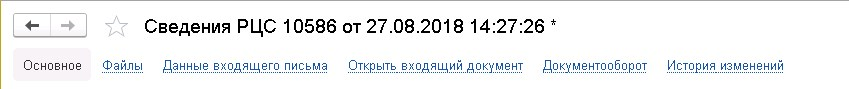 Сведения РЦС 10586 от 27.08.2018 14:27:26 *
Основное Файлы Данные входящего письма Открыть входящий документ Документооборот История изменений